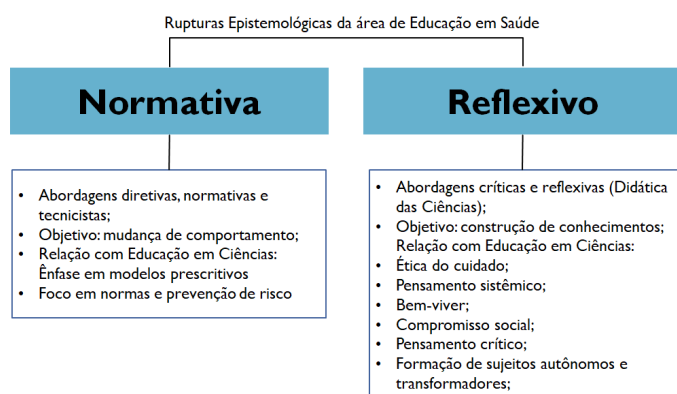 Rupturas Epistemológicas da área de Educação em Saúde
Normativa
• Abordagens diretivas, normativas e
tecnicistas;
• Objetivo: mudança de comportamento;
• Relação com Educação em Ciências:
Ênfase em modelos prescritivos
• Foco em normas e prevenção de risco
Reflexivo
• Abordagens críticas e reflexivas (Didática
das Ciências);
• Objetivo: construção de conhecimentos;
Relação com Educação em Ciências:
• Ética do cuidado;
• Pensamento sistêmico;
• Bem-viver;
• Compromisso social;
• Pensamento crítico;
• Formação de sujeitos autônomos e
transformadores;